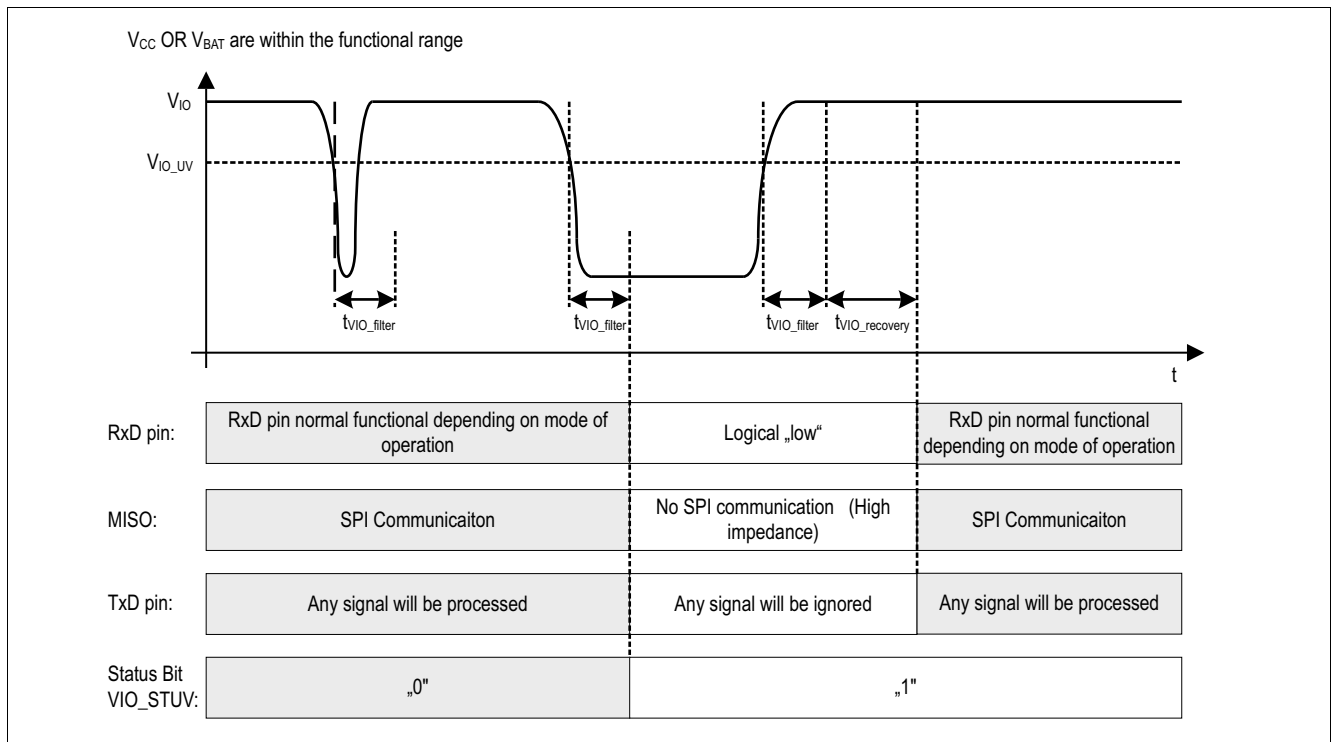 VCC OR VBAT are within the functional range
VIO
VIO_UV
tVIO_filter
tVIO_filter
tVIO_filter
tVIO_recovery
t
RxD pin:
RxD pin normal functional depending on mode of
operation
Logical „low“
RxD pin normal functional
depending on mode of operation
MISO:
SPI Communicaiton
No SPI communication (High
impedance)
SPI Communicaiton
TxD pin:
Any signal will be processed
Any signal will be ignored
Any signal will be processed
Status Bit
VIO_STUV:
„0"
„1"